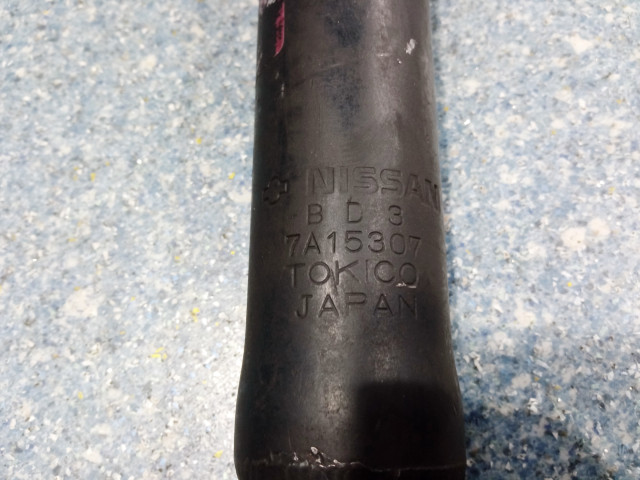 NISSAN
B D 3
7A15307
TOKICO
JAPAN